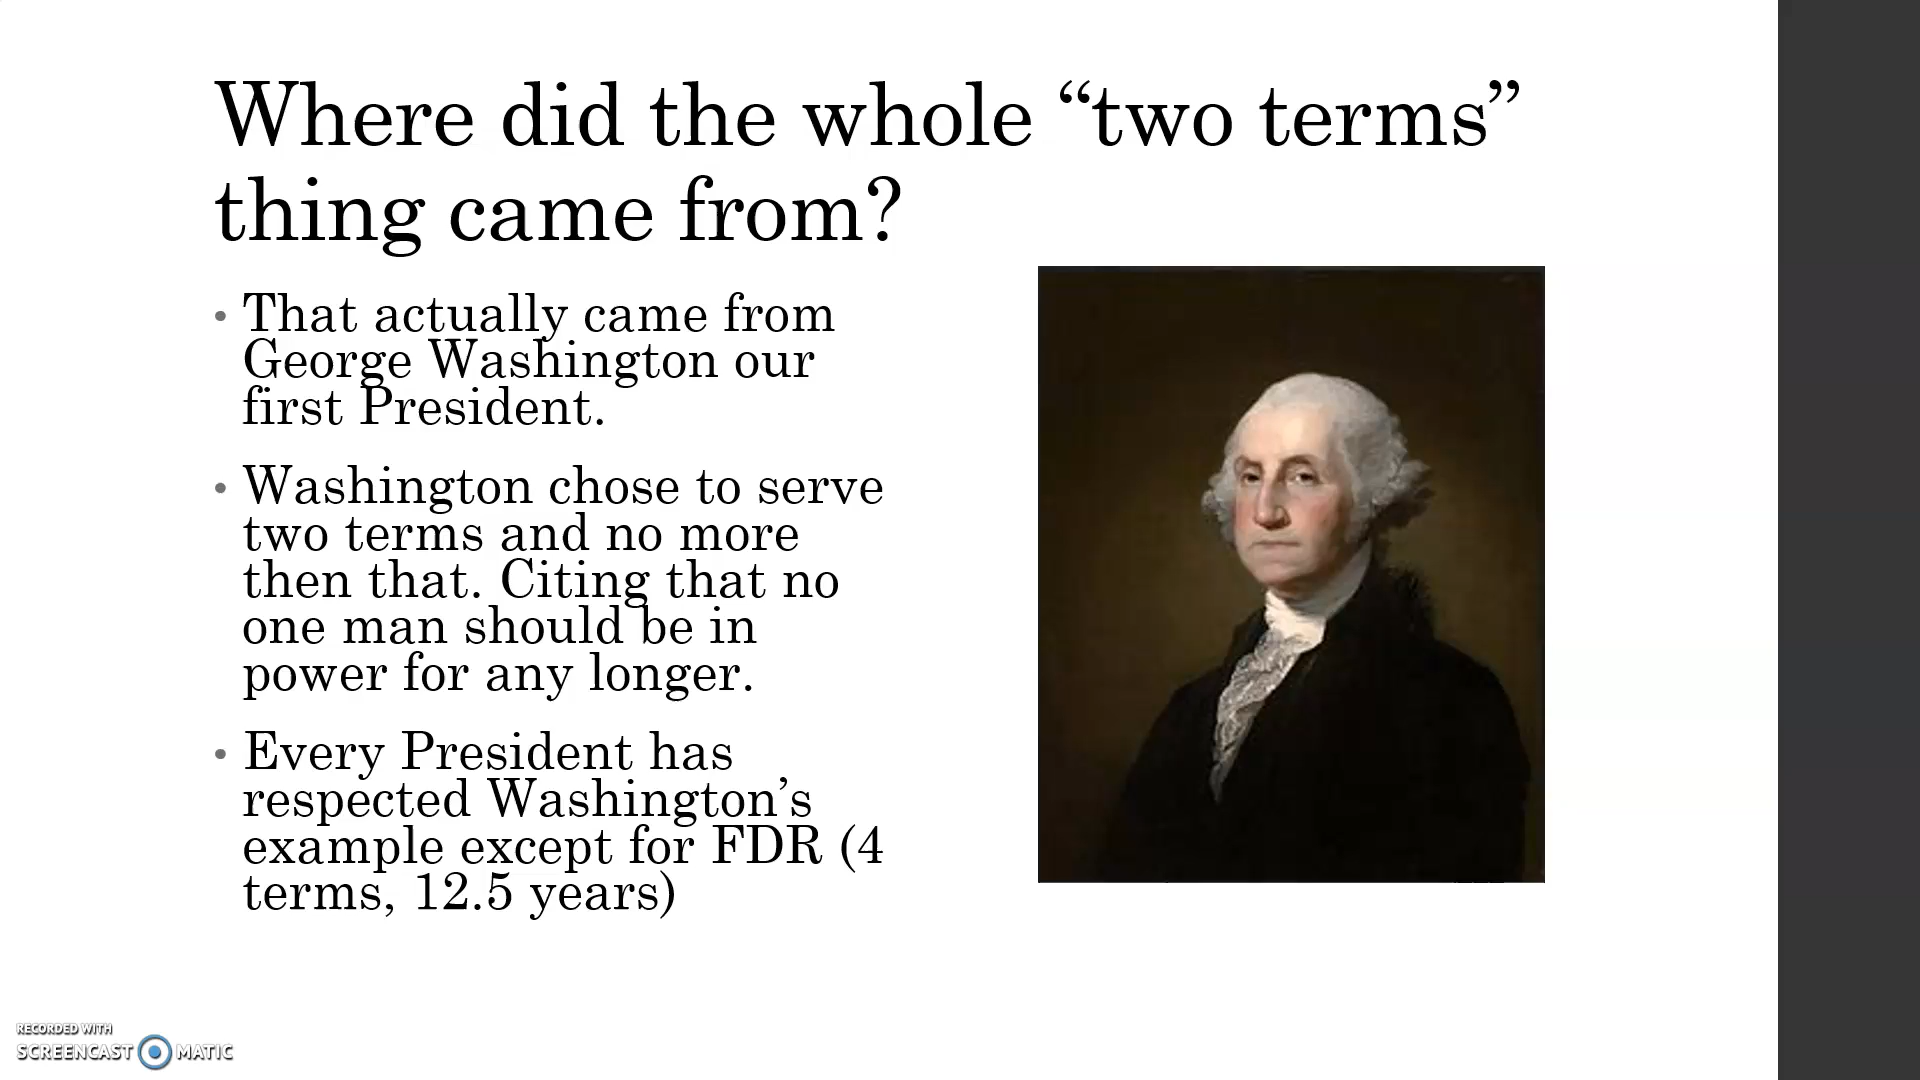 Where did the whole “two terms”
thing came from?
• That actually came from
George Washington our
first President.
• Washington chose to serve
two terms and no more
then that. Citing that no
one man should be in
power for any longer.
• Every President has
respected Washington’s
example except for FDR (4
terms, 12.5 years)
RECORDED WITH
SCREENCAST MATIC